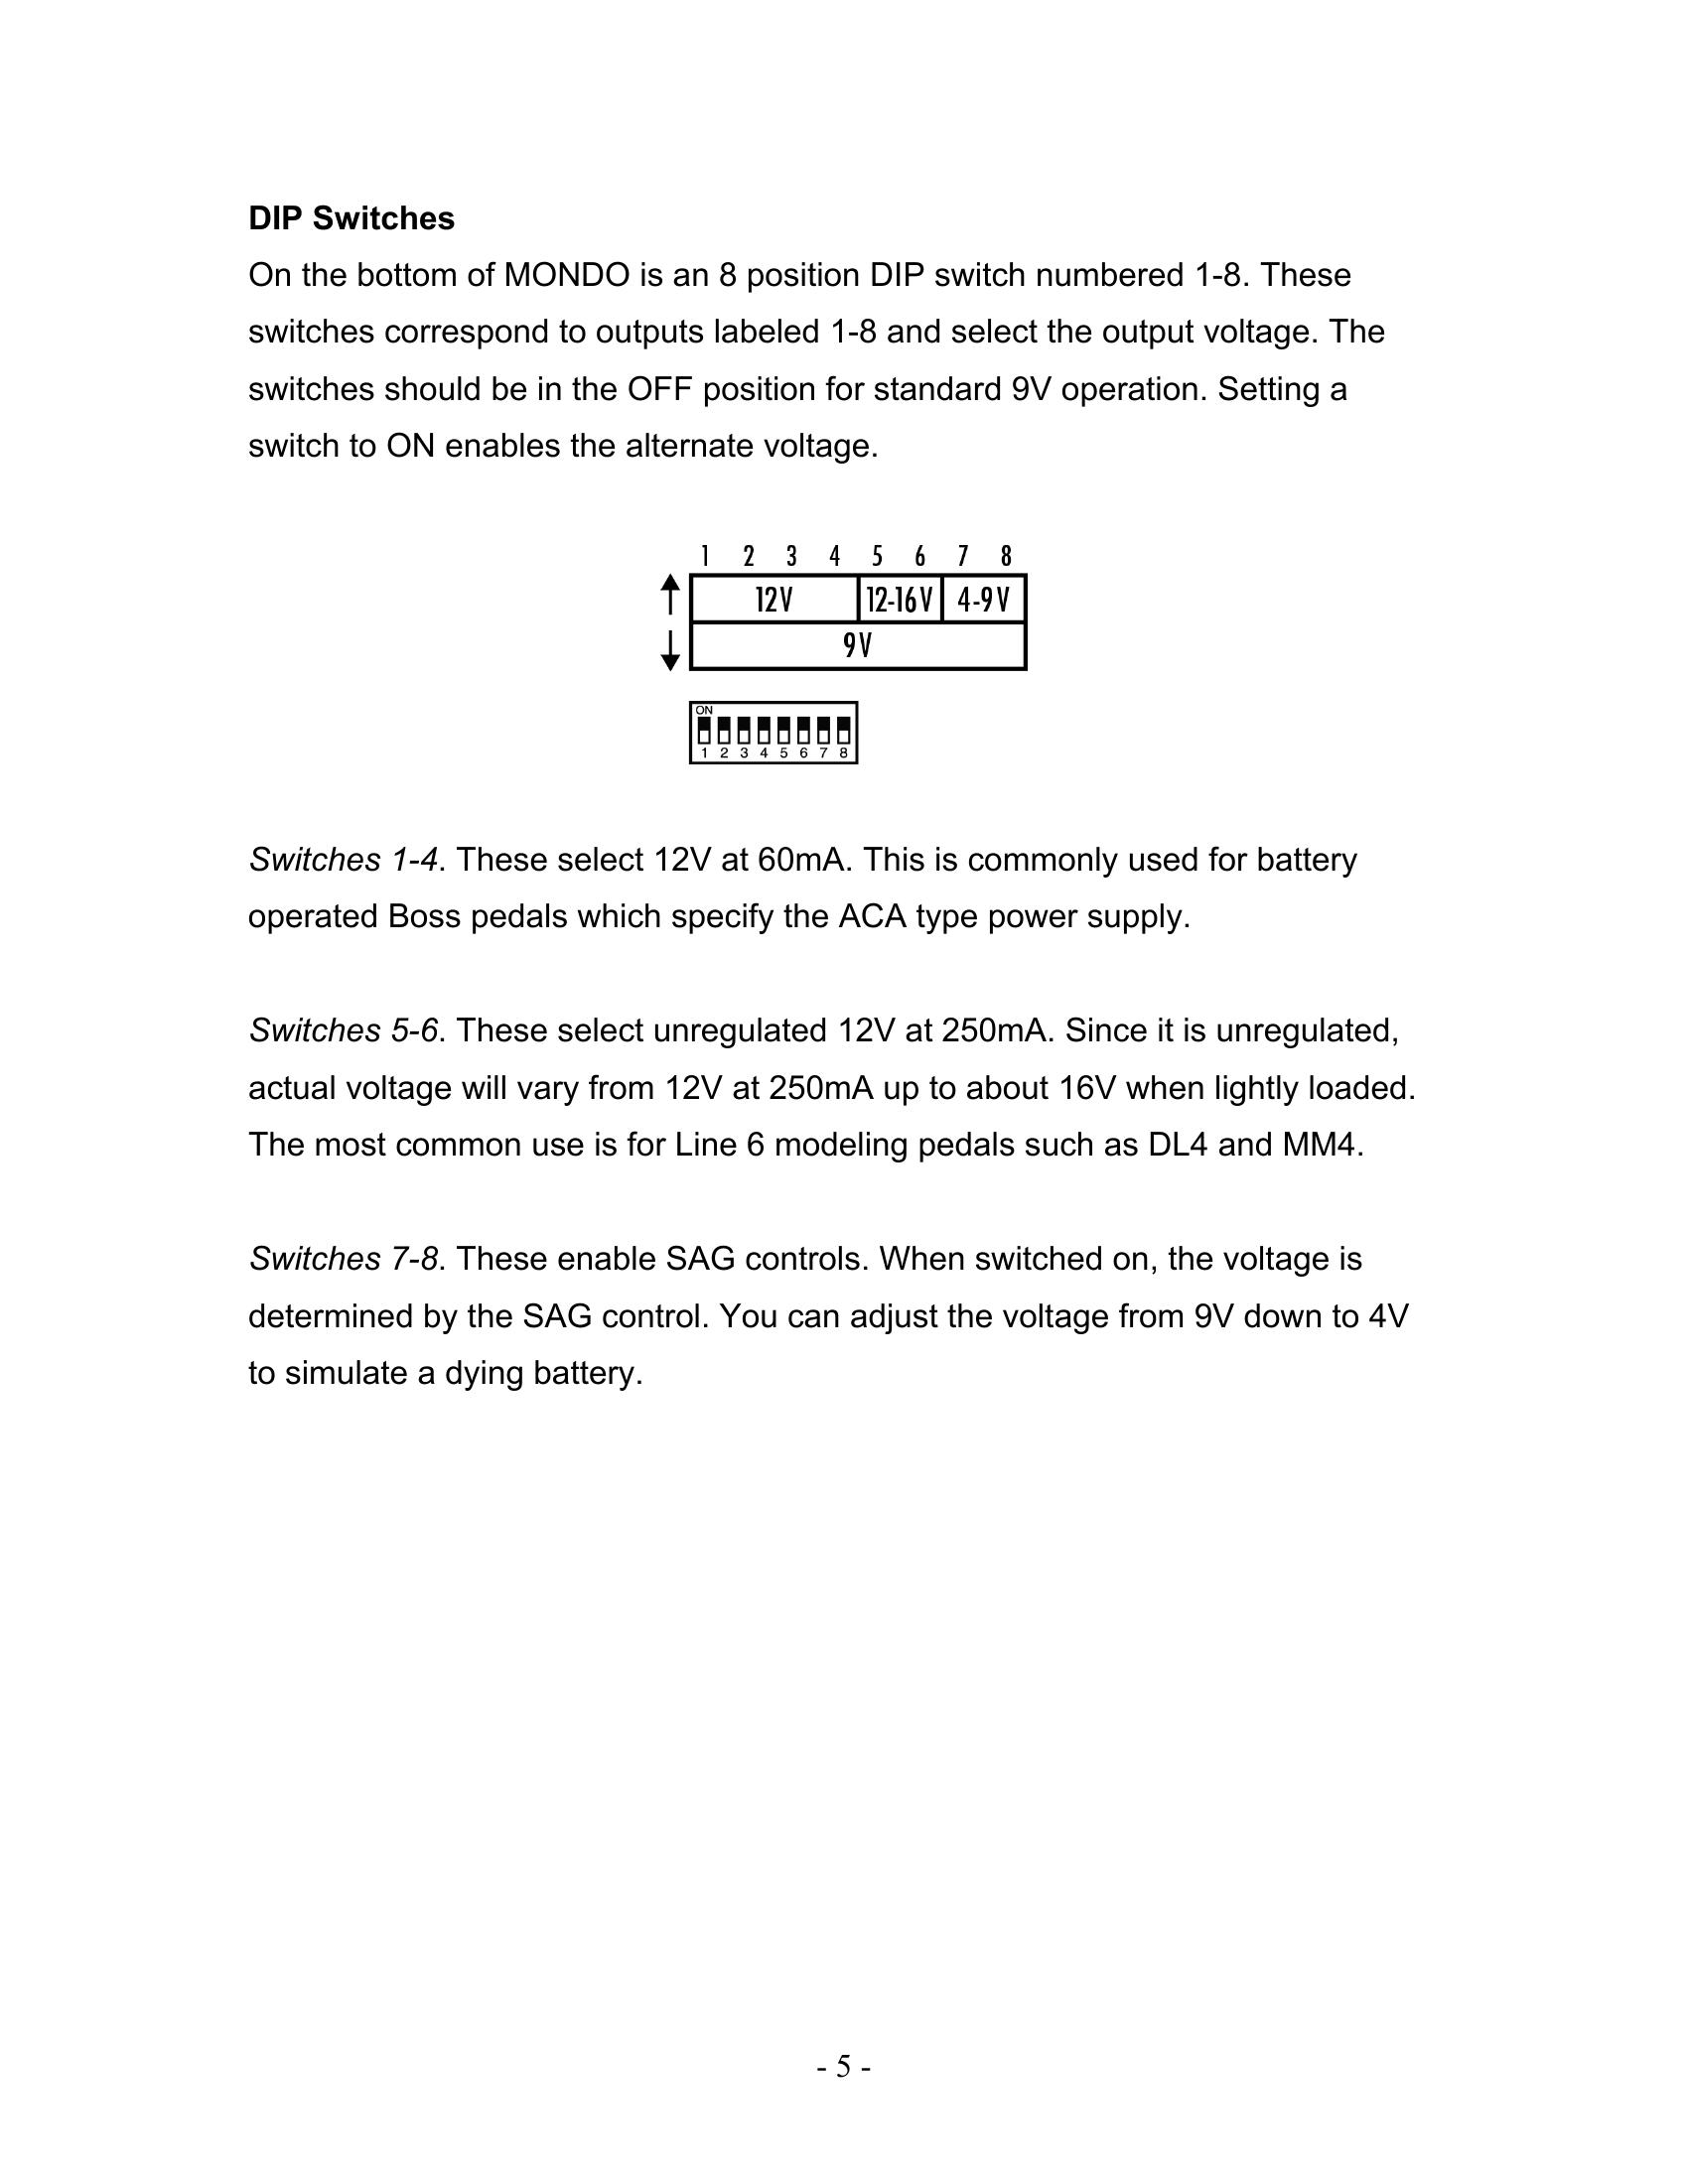 DIP Switches
On the bottom of MONDO is an 8 position DIP switch numbered 1-8. These
switches correspond to outputs labeled 1-8 and select the output voltage. The
switches should be in the OFF position for standard 9V operation. Setting a
switch to ON enables the alternate voltage.
1 2 3 4 5 6 7 8
12V 12-16V 4-9V
9V
ON
1 2 3 4 5 6 7 8
Switches 1-4. These select 12V at 60mA. This is commonly used for battery
operated Boss pedals which specify the ACA type power supply.
Switches 5-6. These select unregulated 12V at 250mA. Since it is unregulated,
actual voltage will vary from 12V at 250mA up to about 16V when lightly loaded.
The most common use is for Line 6 modeling pedals such as DL4 and MM4.
Switches 7-8. These enable SAG controls. When switched on, the voltage is
determined by the SAG control. You can adjust the voltage from 9V down to 4V
to simulate a dying battery.
- 5 -